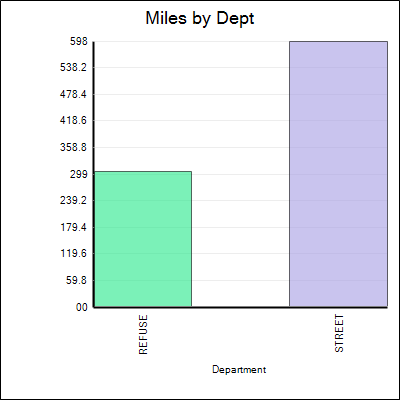 Miles by Dept
598
538.2
478.4
418.6
358.8
299
239.2
179.4
119.6
59.8
00
REFUSE
STREET
Department